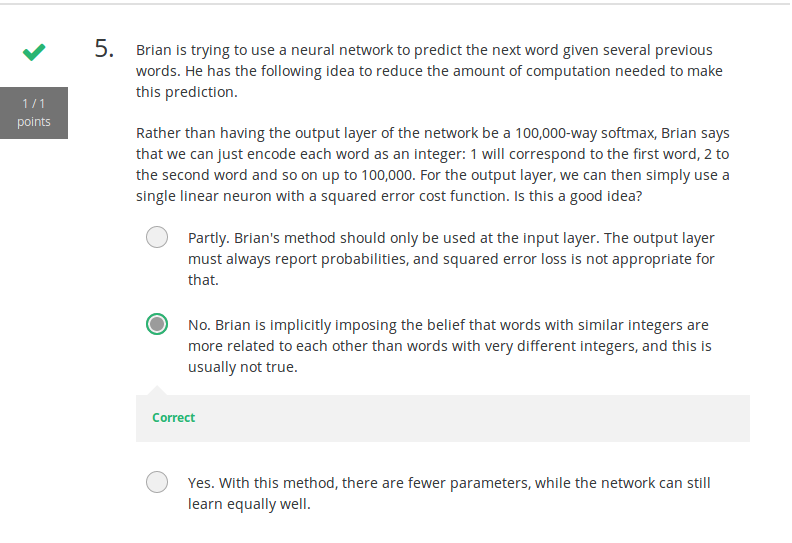 5.
1 / 1
points
Brian is trying to use a neural network to predict the next word given several previous
words. He has the following idea to reduce the amount of computation needed to make
this prediction.
Rather than having the output layer of the network be a 100,000-way softmax, Brian says
that we can just encode each word as an integer: 1 will correspond to the first word, 2 to
the second word and so on up to 100,000. For the output layer, we can then simply use a
single linear neuron with a squared error cost function. Is this a good idea?
Partly. Brian's method should only be used at the input layer. The output layer
must always report probabilities, and squared error loss is not appropriate for
that.
No. Brian is implicitly imposing the belief that words with similar integers are
more related to each other than words with very different integers, and this is
usually not true.
Correct
Yes. With this method, there are fewer parameters, while the network can still
learn equally well.